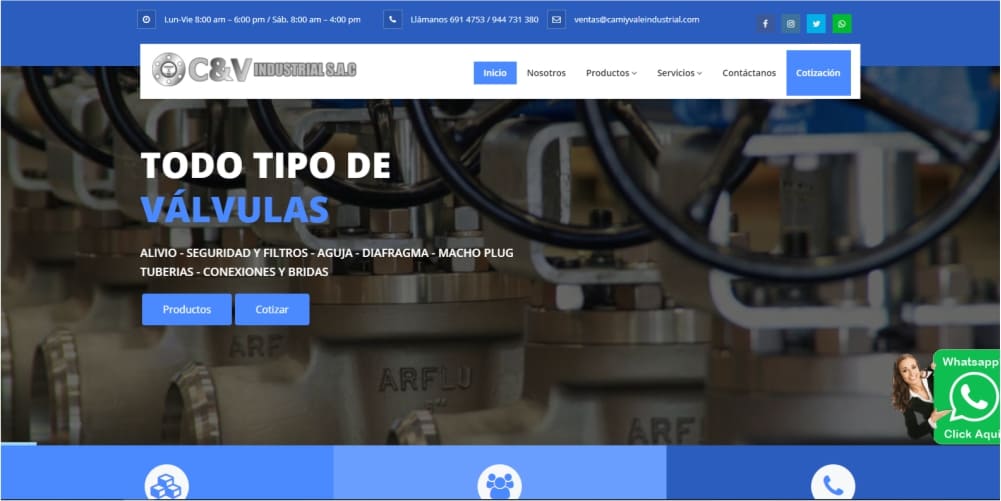 Lun-Vie 8:00 am – 6:00 pm / Sáb. 8:00 am – 4:00 pm
Llámanos 691 4753 / 944 731 380
ventas@camiyvaleindustrial.com
C&V INDUSTRIAL S.A.C
Inicio
Nosotros
Productos
Servicios
Contáctanos
Cotización
TODO TIPO DE
VÁLVULAS
ALIVIO - SEGURIDAD Y FILTROS - AGUJA - DIAFRAGMA - MACHO PLUG
TUBERIAS - CONEXIONES Y BRIDAS
Productos
Cotizar
ARF
ARFLU
ARF
Whatsapp
Click Aqui